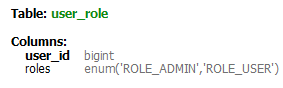 Table: user_role
Columns:
user_id bigint
roles enum('ROLE_ADMIN','ROLE_USER')